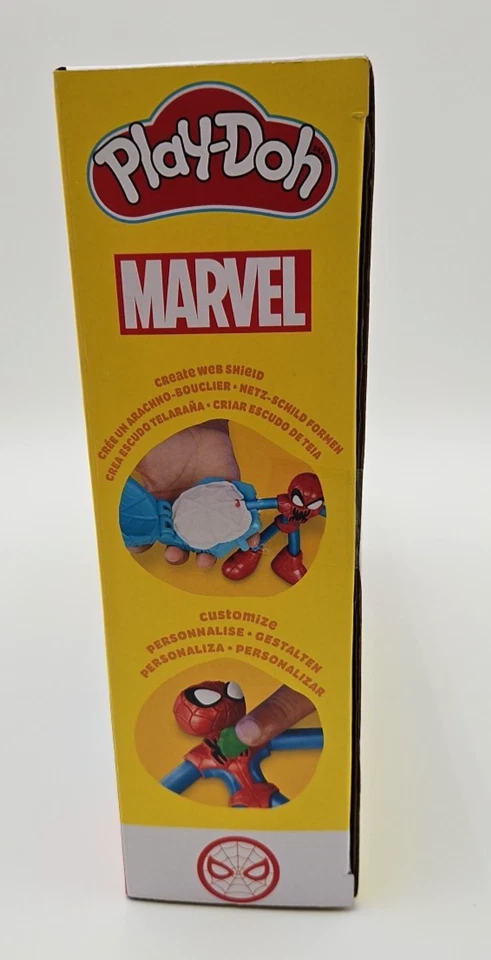 Play-Doh
MARVEL
Create web shield
CRÉE UN ARACHNO-BOUCLIER • NETZ-SCHILD FORMEN
CREA ESCUDO TELARAÑA • CRIAR ESCUDO DE TEIA
customize
PERSONNALISE • GESTALTEN
PERSONALIZA • PERSONALIZAR